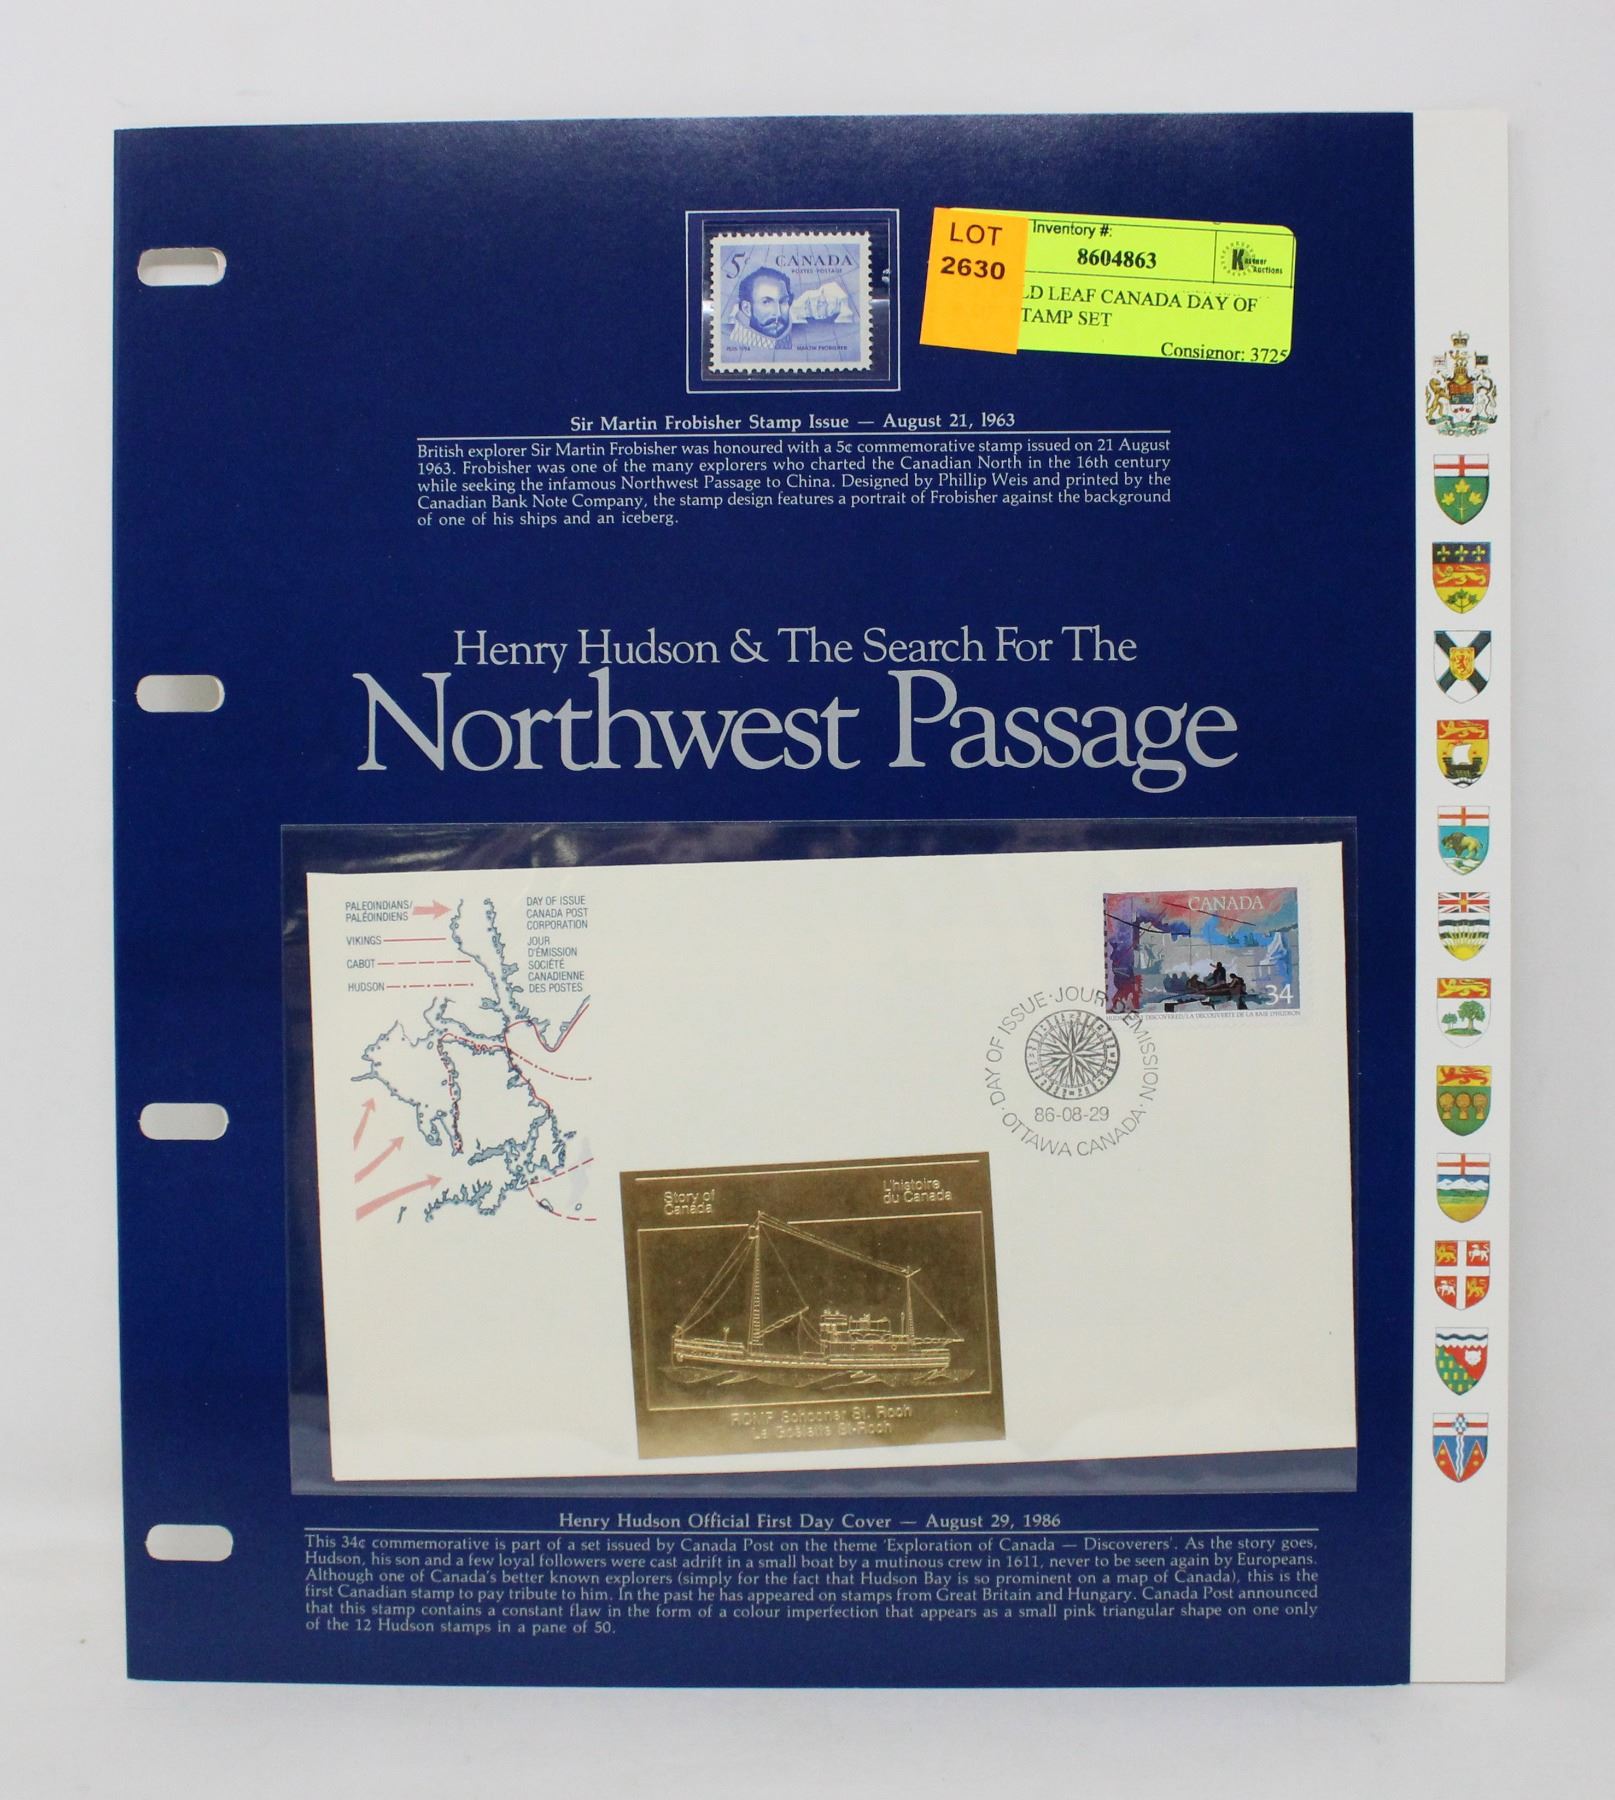 5¢ CANADA
POSTES-POSTAGE
MARTIN FROBISHER
LOT
2630
Inventory #:
8604863
Auctions
LD LEAF CANADA DAY OF
TAMP SET
Consignor: 3725
Sir Martin Frobisher Stamp Issue — August 21, 1963
British explorer Sir Martin Frobisher was honoured with a 5¢ commemorative stamp issued on 21 August
1963. Frobisher was one of the many explorers who charted the Canadian North in the 16th century
while seeking the infamous Northwest Passage to China. Designed by Phillip Weis and printed by the
Canadian Bank Note Company, the stamp design features a portrait of Frobisher against the background
of one of his ships and an iceberg.
Henry Hudson & The Search For The
Northwest Passage
PALEOINDIANS/
PALÉOINDIENS
VIKINGS
CABOT
HUDSON
DAY OF ISSUE
CANADA POST
CORPORATION
JOUR
D'ÉMISSION
SOCIÉTÉ
CANADIENNE
DES POSTES
CANADA
34
DISCOVERED/LA DÉCOUVERTE DE LA BAIE D'HUDSON
DAY OF ISSUE · JOUR D'ÉMISSION ·
86-08-29
OTTAWA CANADA
Story of
Canada
L'histoire
du Canada
RCMP Schooner St. Roch
La Goélette St-Roch
Henry Hudson Official First Day Cover — August 29, 1986
This 34¢ commemorative is part of a set issued by Canada Post on the theme 'Exploration of Canada — Discoverers'. As the story goes,
Hudson, his son and a few loyal followers were cast adrift in a small boat by a mutinous crew in 1611, never to be seen again by Europeans.
Although one of Canada's better known explorers (simply for the fact that Hudson Bay is so prominent on a map of Canada), this is the
first Canadian stamp to pay tribute to him. In the past he has appeared on stamps from Great Britain and Hungary. Canada Post announced
that this stamp contains a constant flaw in the form of a colour imperfection that appears as a small pink triangular shape on one only
of the 12 Hudson stamps in a pane of 50.